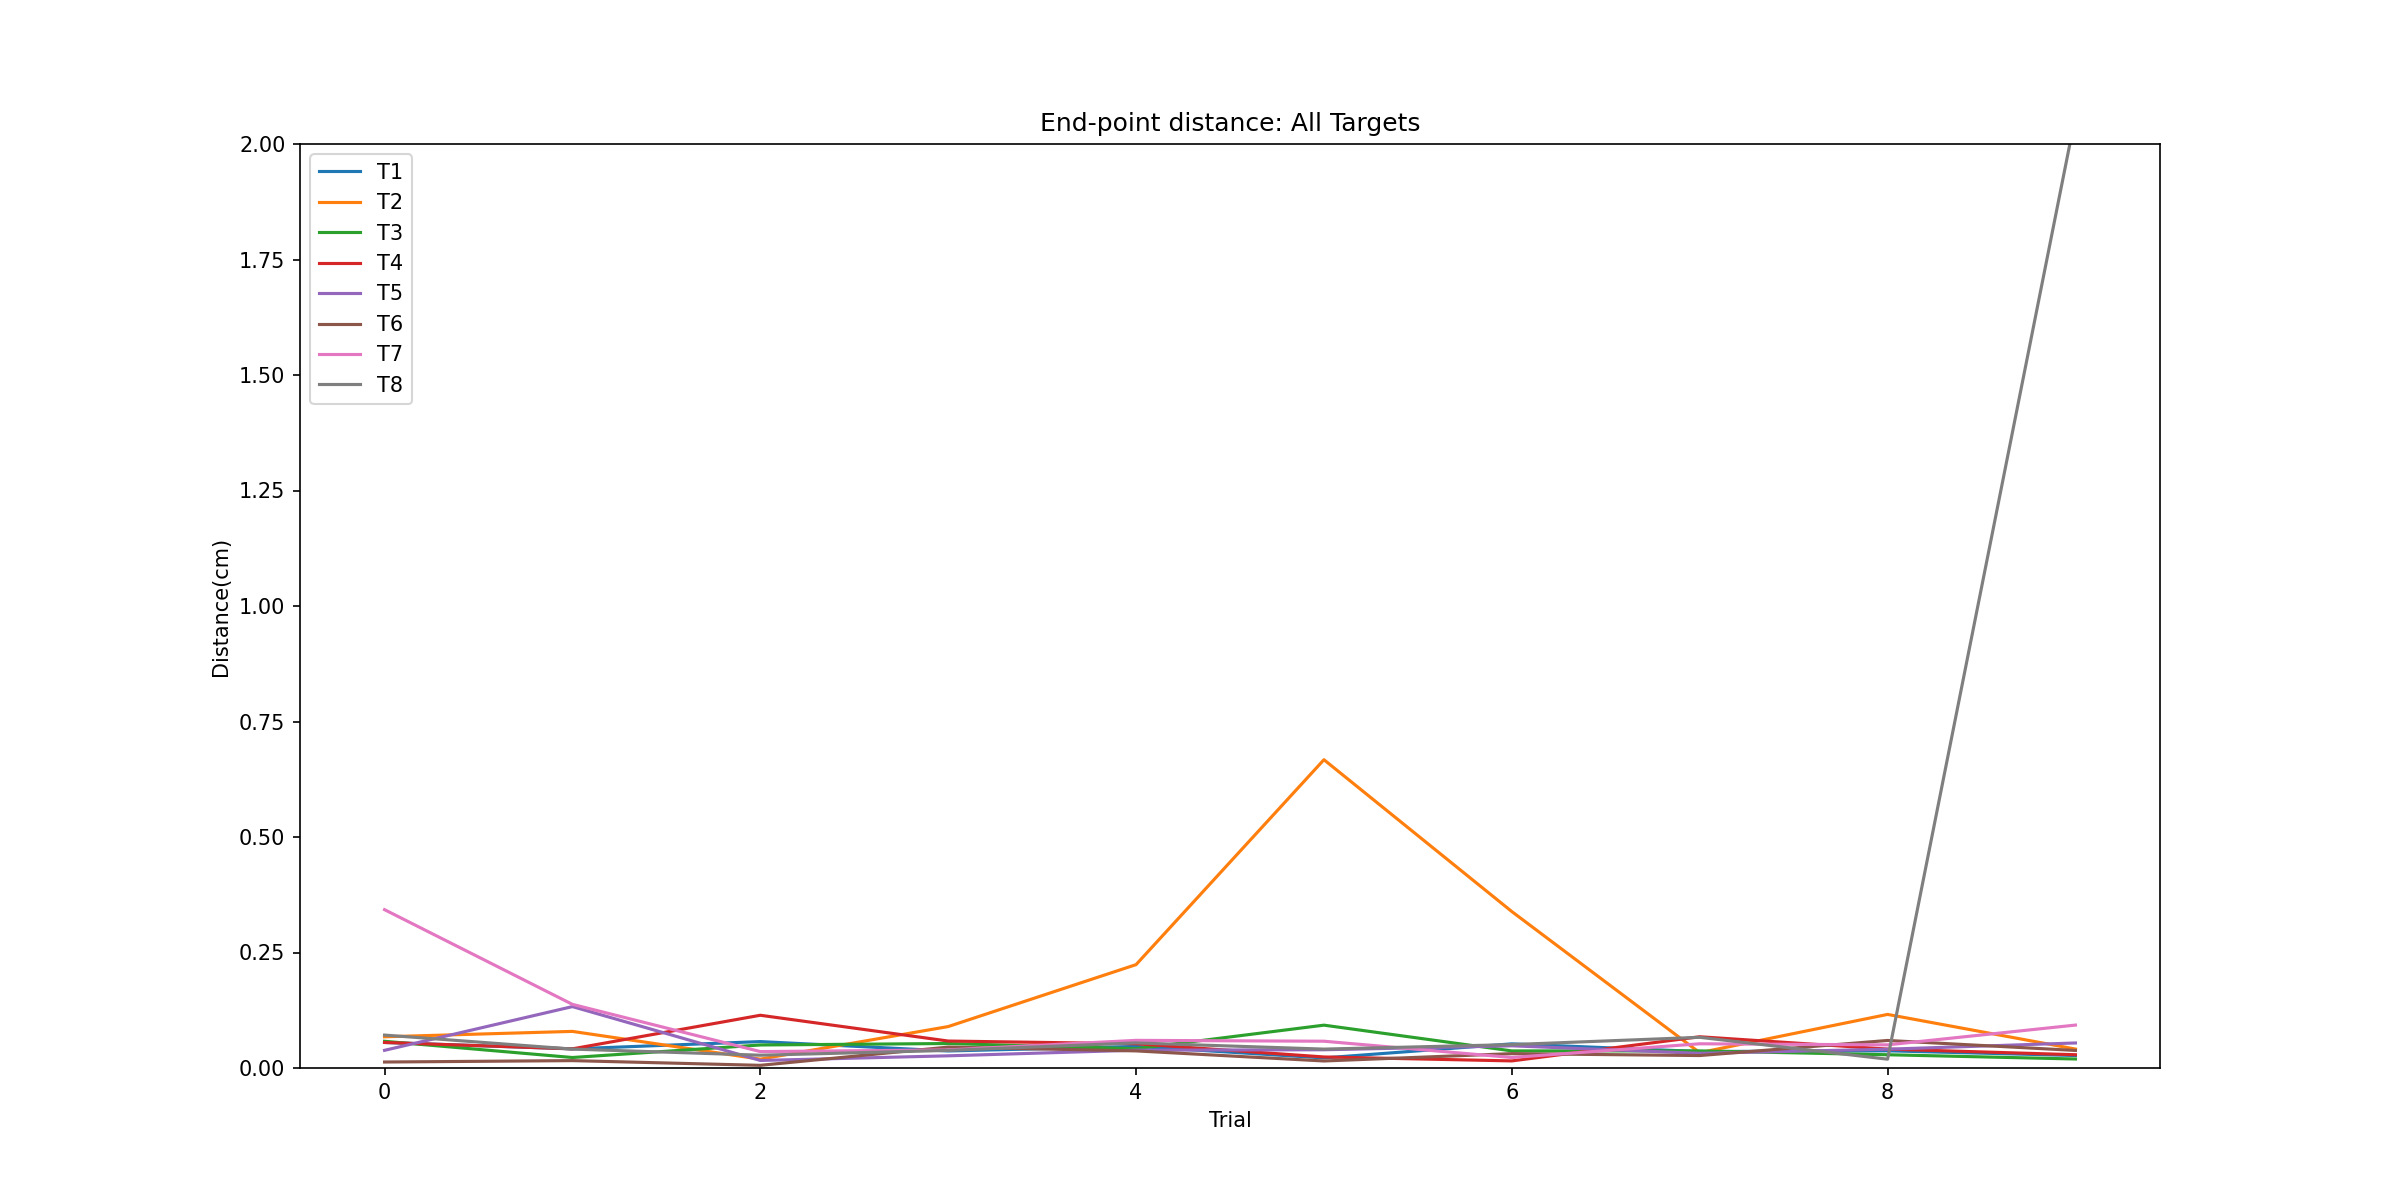 End-point distance: All Targets
2.00
1.75
1.50
1.25
1.00
0.75
0.50
0.25
0.00
Distance(cm)
T1
T2
T3
T4
T5
T6
T7
T8
0 2 4 6 8
Trial